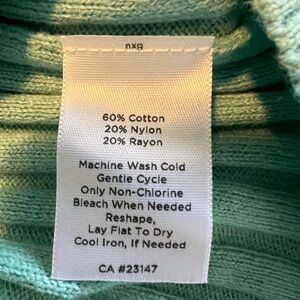 60% Cotton
20% Nylon
20% Rayon
Machine Wash Cold
Gentle Cycle
Only Non-Chlorine
Bleach When Needed
Reshape,
Lay Flat To Dry
Cool Iron, If Needed
CA #23147